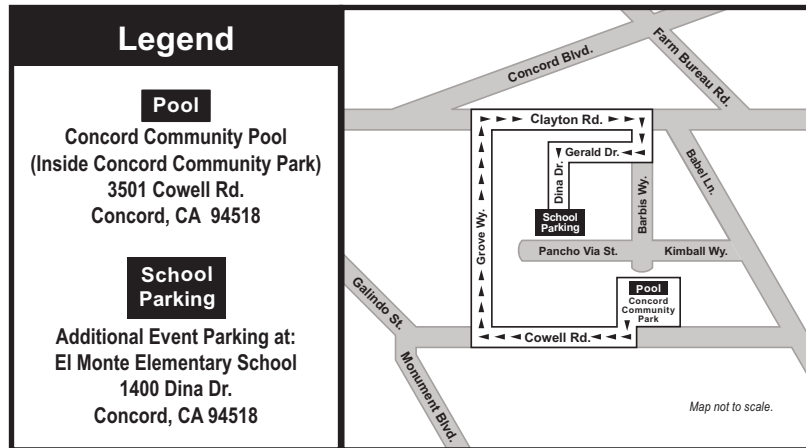 Legend
Pool
Concord Community Pool
(Inside Concord Community Park)
3501 Cowell Rd.
Concord, CA 94518
School
Parking
Additional Event Parking at:
El Monte Elementary School
1400 Dina Dr.
Concord, CA 94518
Concord Blvd.
Farm Bureau Rd.
Clayton Rd.
Gerald Dr.
Dina Dr.
Babel Ln.
School
Parking
Barbis Wy.
Grove Wy.
Pancho Via St.
Kimball Wy.
Pool
Concord
Community
Park
Galindo St.
Cowell Rd.
Monument Blvd.
Map not to scale.